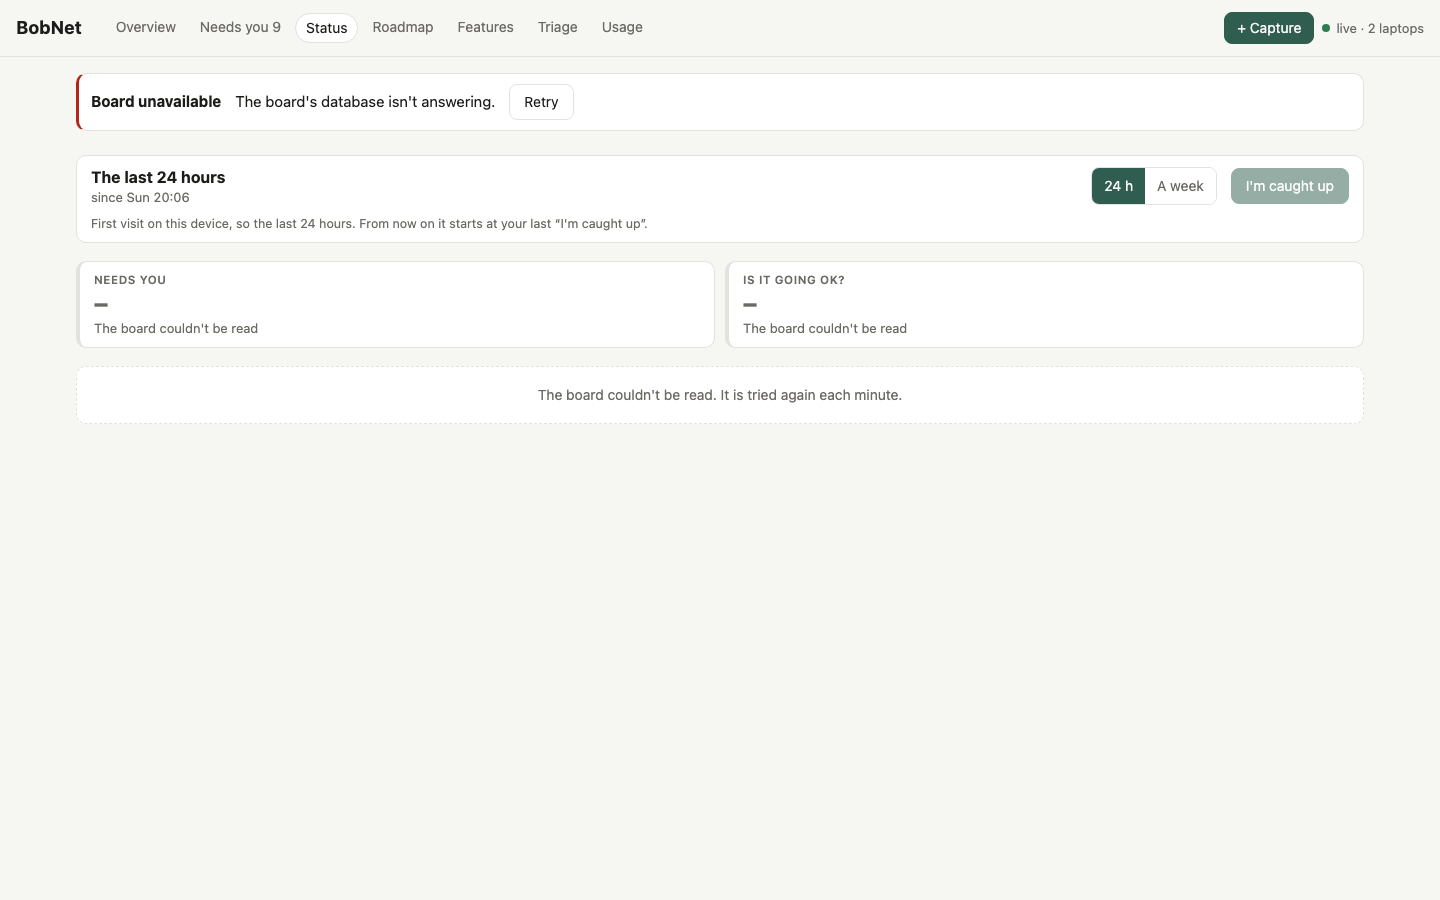 BobNet Overview Needs you 9 Status Roadmap Features Triage Usage + Capture live · 2 laptops
Board unavailable The board's database isn't answering. Retry
The last 24 hours
since Sun 20:06
24 h A week I'm caught up
First visit on this device, so the last 24 hours. From now on it starts at your last “I'm caught up”.
NEEDS YOU
–
The board couldn't be read
IS IT GOING OK?
–
The board couldn't be read
The board couldn't be read. It is tried again each minute.